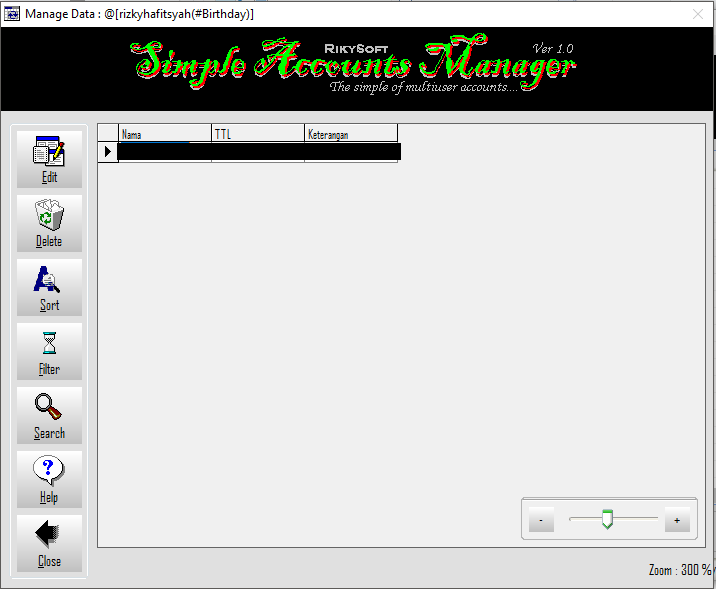 Manage Data : @[rizkyhafitsyah(#Birthday)]
RikySoft
Ver 1.0
Simple Accounts Manager
The simple of multiuser accounts....
Nama TTL Keterangan
Edit
Delete
Sort
Filter
Search
Help
Close
- +
Zoom : 300 %